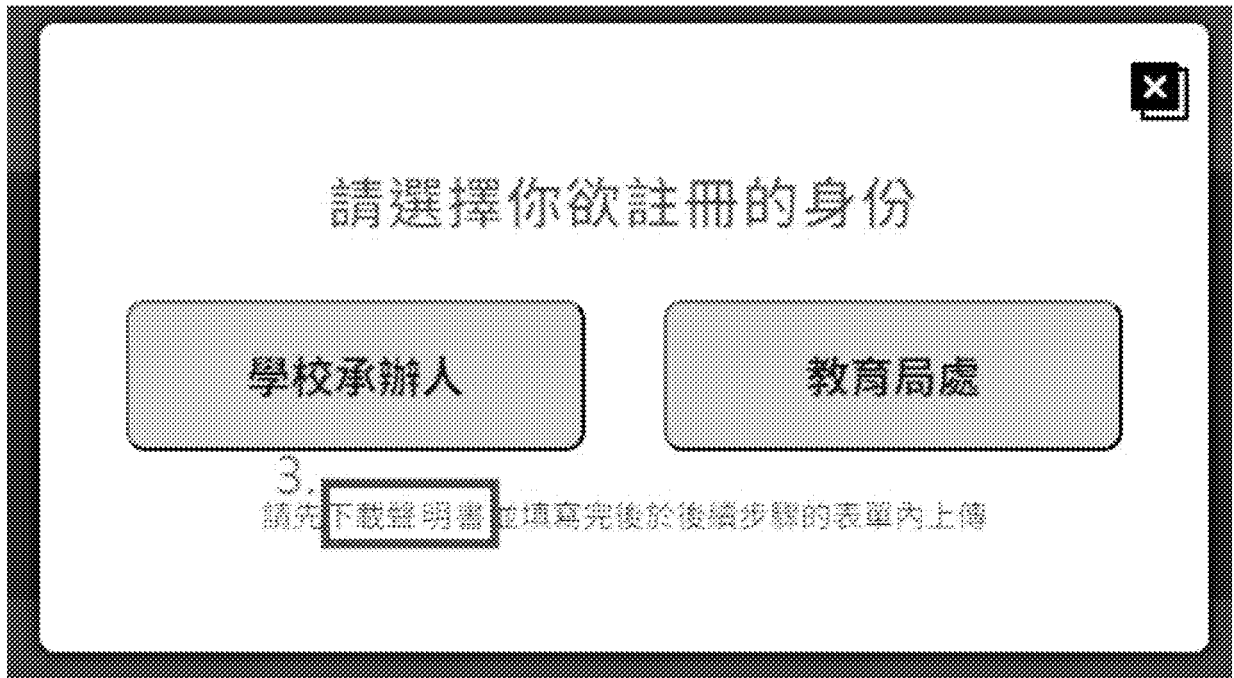 請選擇你欲註冊的身份
學校承辦人
教育局處
3.
請先下載聲明書並填寫完後於後續步驟的表單內上傳